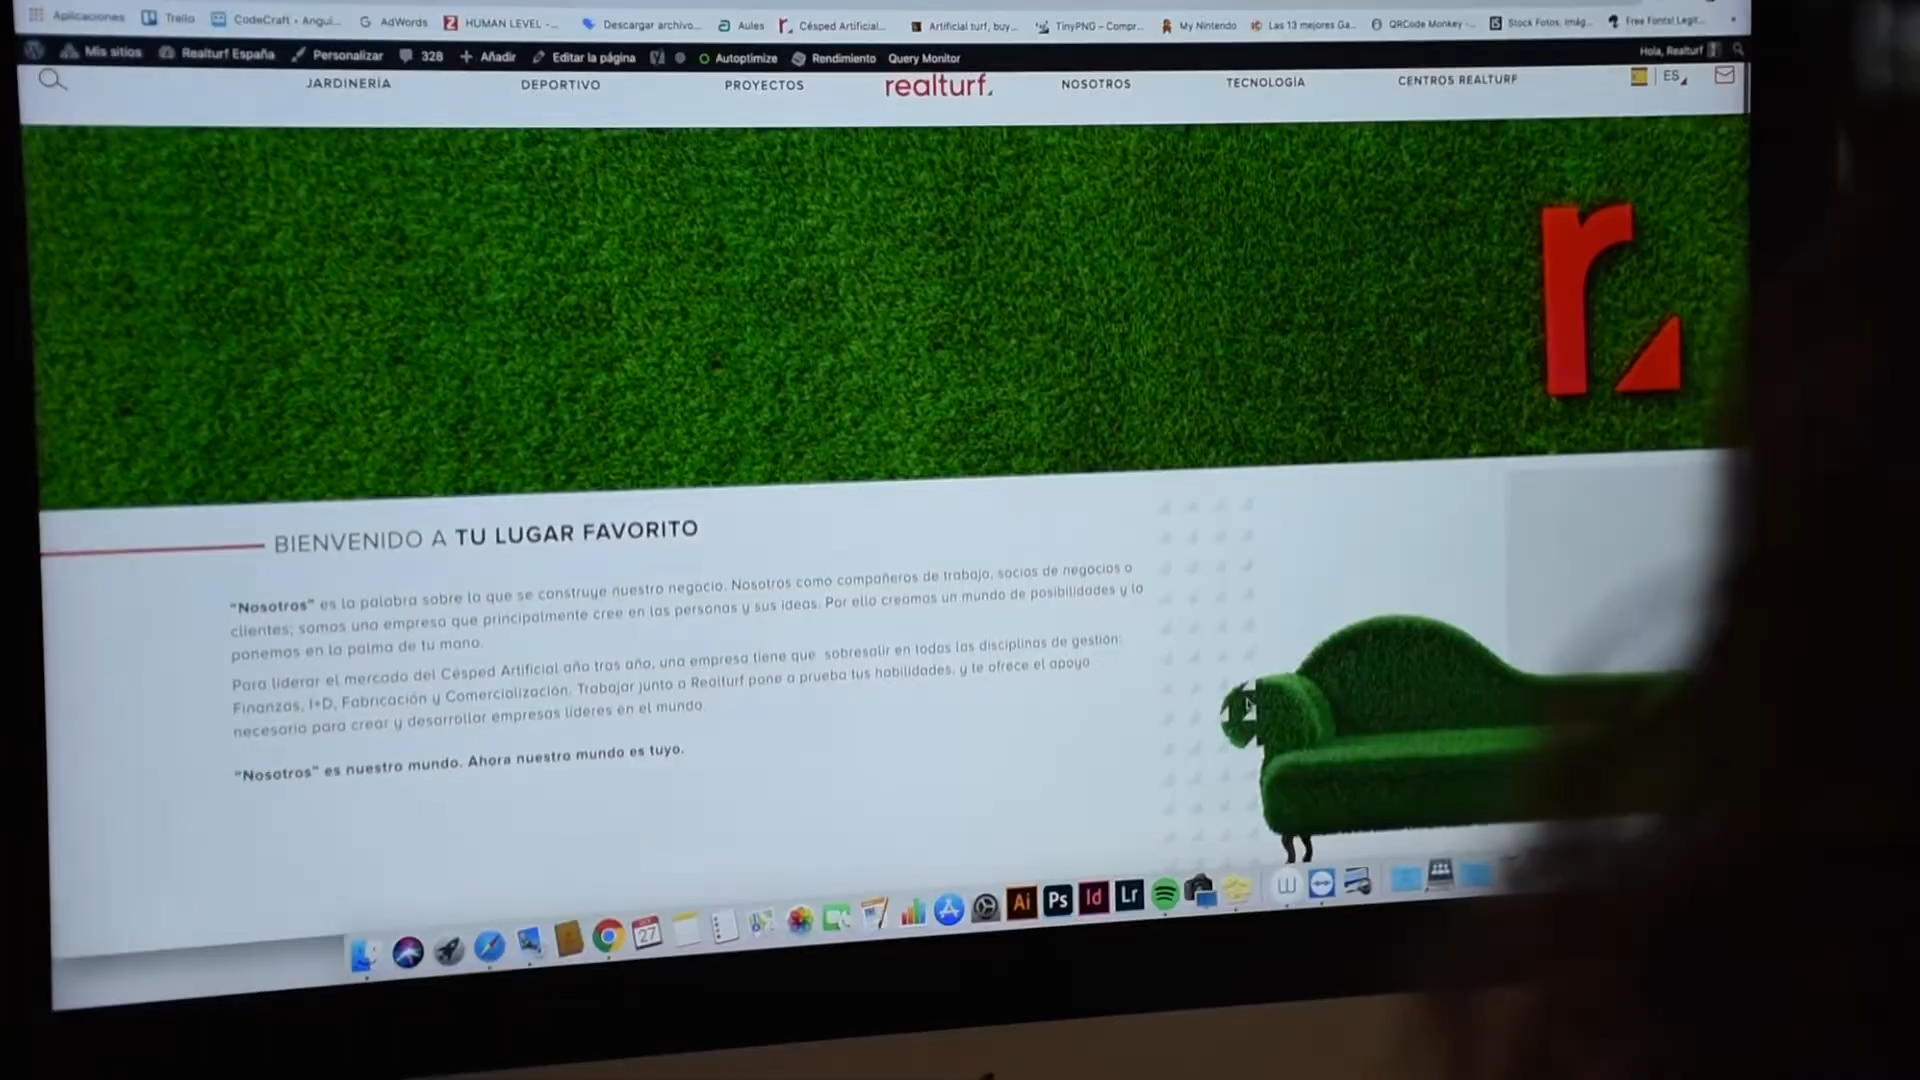 Aplicaciones Trello CodeCraft • Angui... AdWords HUMAN LEVEL -... Descargar archivo... Aules Césped Artificial... Artificial turf, buy... TinyPNG – Compr... My Nintendo Las 13 mejores Ga... QRCode Monkey -... Stock Fotos, Imág... Free Fonts! Legit...
Mis sitios Realturf España Personalizar 328 Añadir Editar la página Autoptimize Rendimiento Query Monitor Hola, Realturf
JARDINERÍA DEPORTIVO PROYECTOS realturf. NOSOTROS TECNOLOGÍA CENTROS REALTURF ES
r
BIENVENIDO A TU LUGAR FAVORITO
"Nosotros" es la palabra sobre la que se construye nuestro negocio. Nosotros como compañeros de trabajo, socios de negocios o
clientes; somos una empresa que principalmente cree en las personas y sus ideas. Por ello creamos un mundo de posibilidades y lo
ponemos en la palma de tu mano.
Para liderar el mercado del Césped Artificial año tras año, una empresa tiene que sobresalir en todas las disciplinas de gestión:
Finanzas, I+D, Fabricación y Comercialización. Trabajar junto a Realturf pone a prueba tus habilidades, y te ofrece el apoyo
necesario para crear y desarrollar empresas líderes en el mundo
"Nosotros" es nuestro mundo. Ahora nuestro mundo es tuyo.
27 Ai Ps Id Lr W